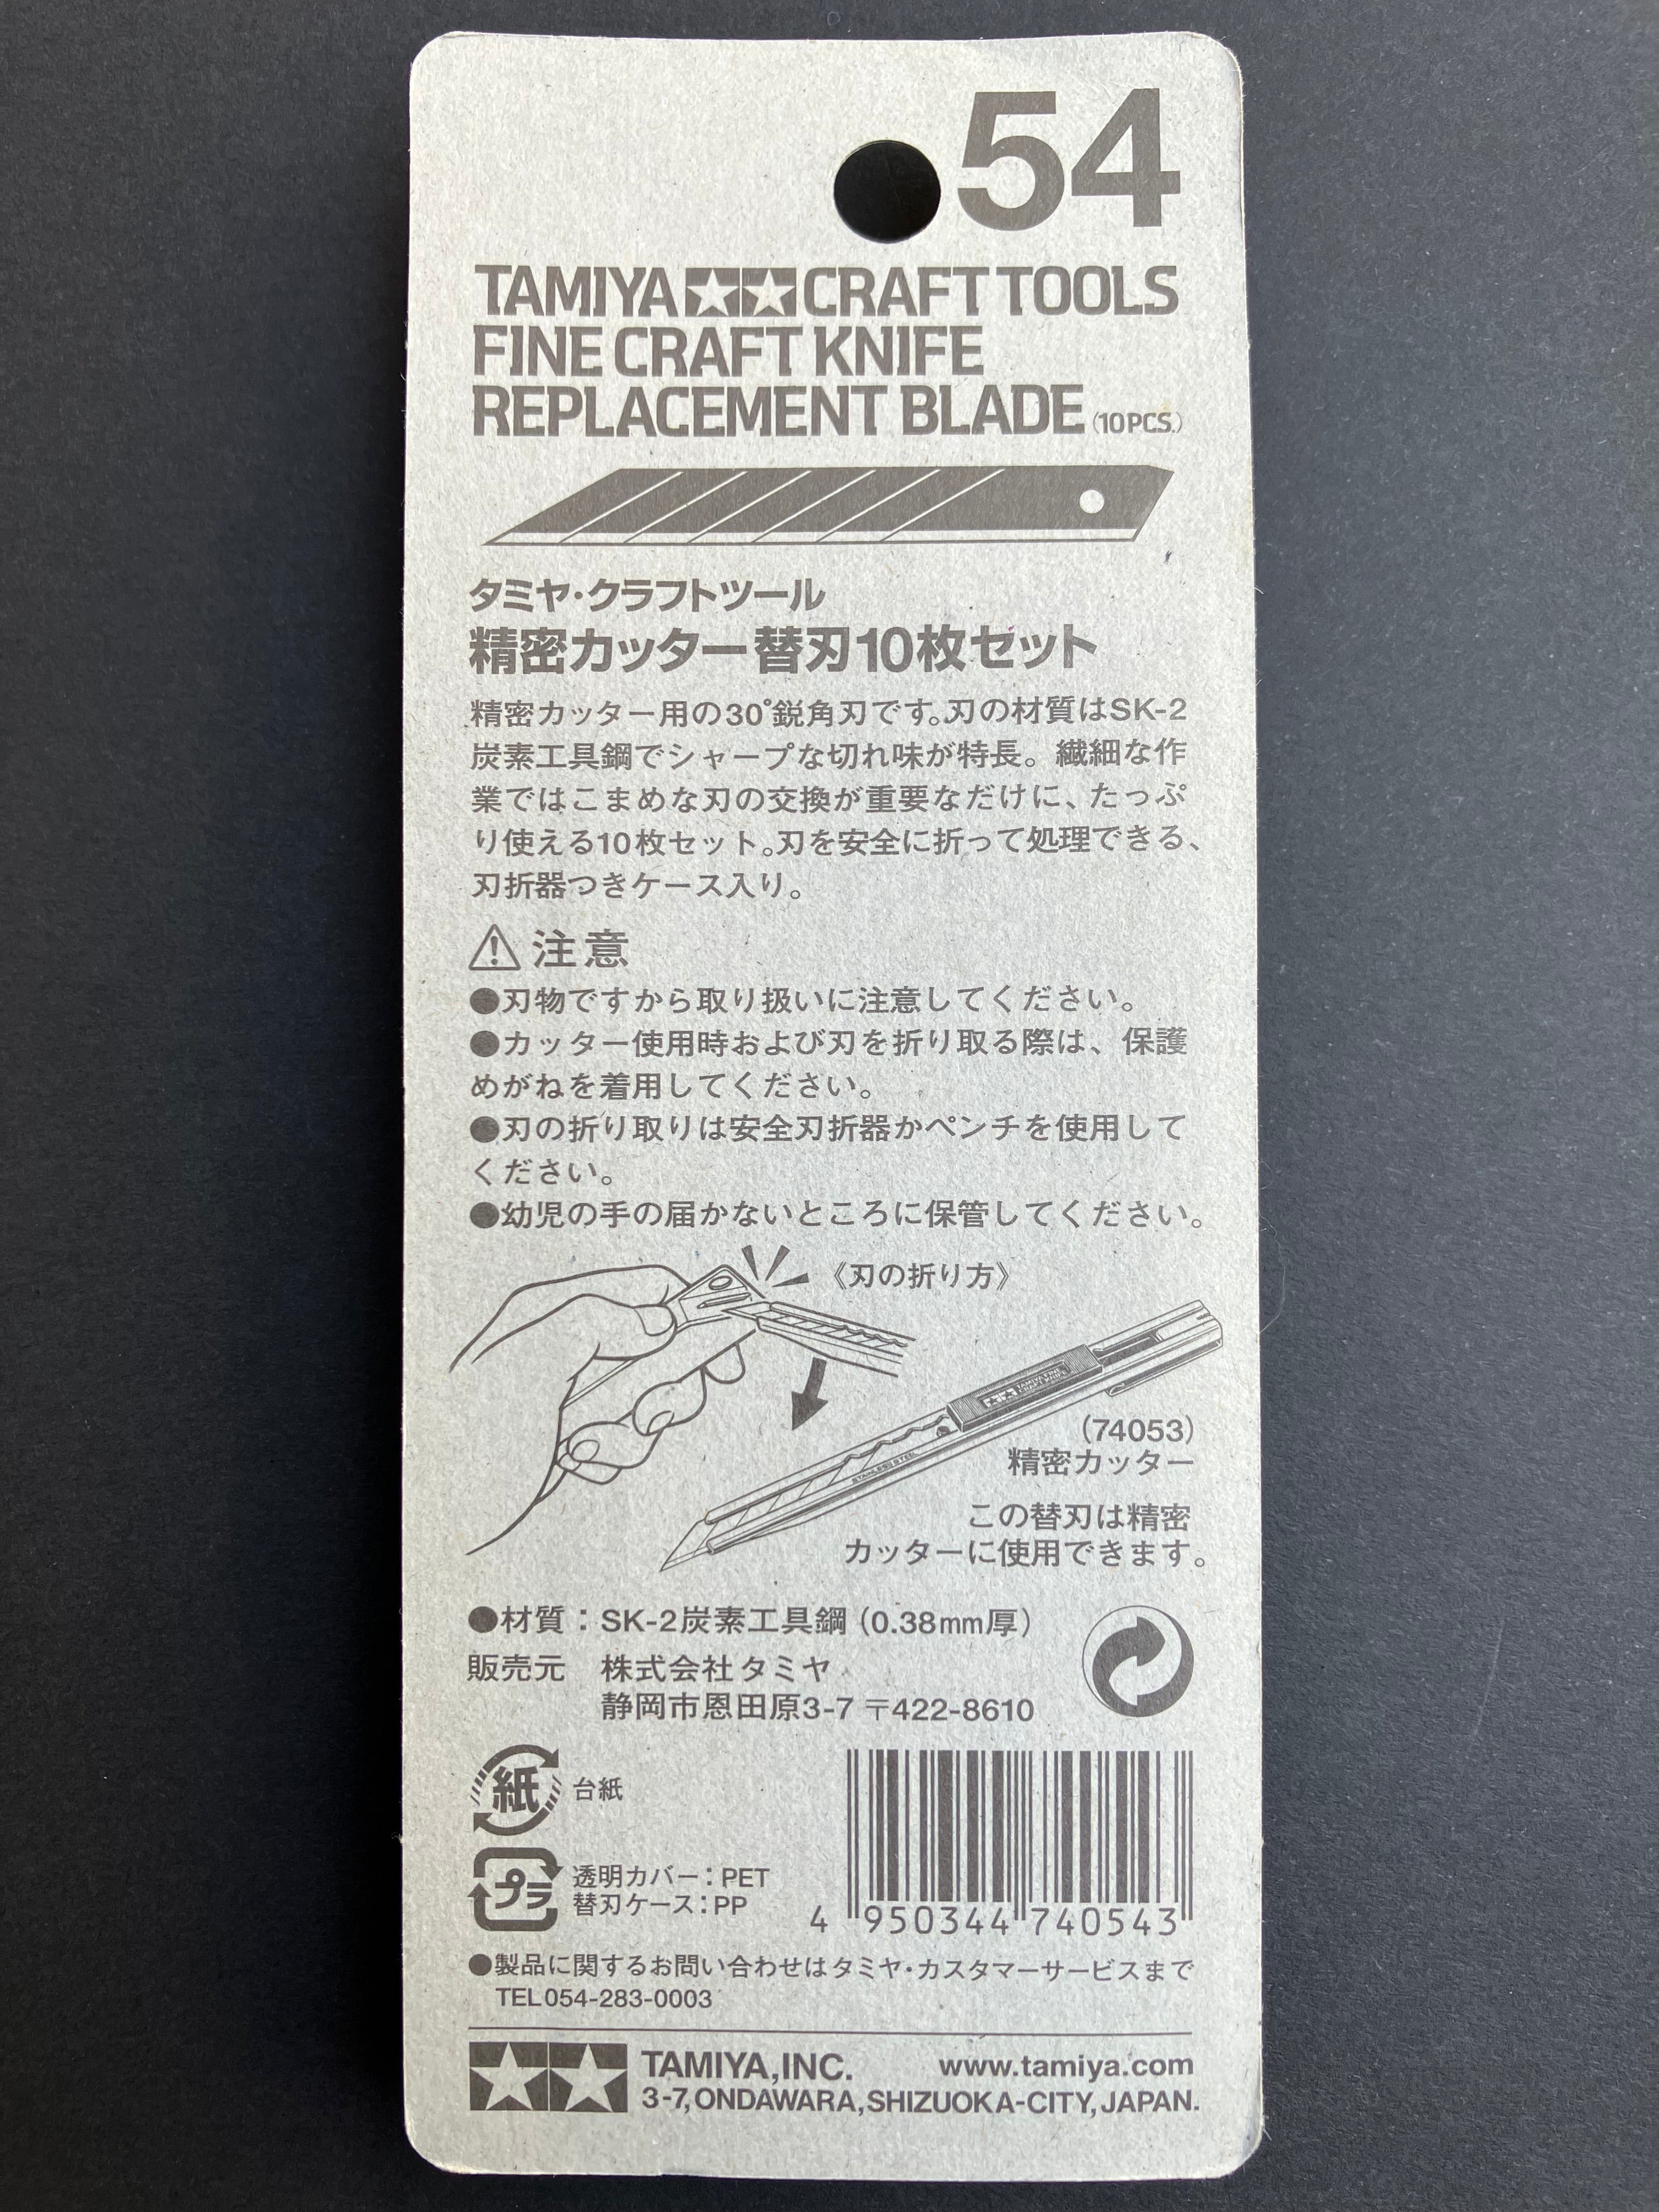 54
TAMIYA CRAFT TOOLS
FINE CRAFT KNIFE
REPLACEMENT BLADE (10PCS.)
タミヤ・クラフトツール
精密カッター替刃10枚セット
精密カッター用の30°鋭角刃です。刃の材質はSK-2
炭素工具鋼でシャープな切れ味が特長。繊細な作
業ではこまめな刃の交換が重要なだけに、たっぷ
り使える10枚セット。刃を安全に折って処理できる、
刃折器つきケース入り。
⚠ 注意
●刃物ですから取り扱いに注意してください。
●カッター使用時および刃を折り取る際は、保護
めがねを着用してください。
●刃の折り取りは安全刃折器かペンチを使用して
ください。
●幼児の手の届かないところに保管してください。
《刃の折り方》
STAINLESS STEEL
(74053)
精密カッター
この替刃は精密
カッターに使用できます。
●材質：SK-2炭素工具鋼（0.38mm厚）
販売元 株式会社タミヤ
静岡市恩田原3-7 〒422-8610
紙 台紙
プラ 透明カバー：PET
替刃ケース：PP
4 950344 740543
●製品に関するお問い合わせはタミヤ・カスタマーサービスまで
TEL054-283-0003
TAMIYA,INC. www.tamiya.com
3-7,ONDAWARA,SHIZUOKA-CITY,JAPAN.